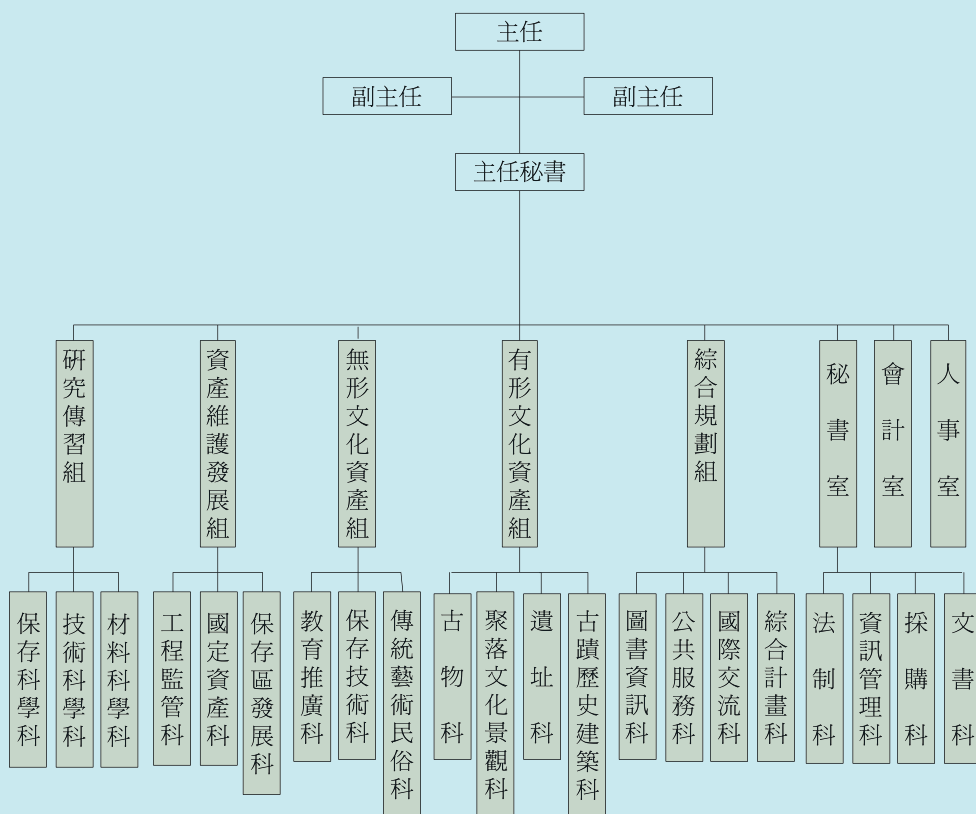 主任
副主任
副主任
主任秘書
研究傳習組
資產維護發展組
無形文化資產組
有形文化資產組
綜合規劃組
秘書室
會計室
人事室
保存科學科
技術科學科
材料科學科
工程監管科
國定資產科
保存區發展科
教育推廣科
保存技術科
傳統藝術民俗科
古物科
聚落文化景觀科
遺址科
古蹟歷史建築科
圖書資訊科
公共服務科
國際交流科
綜合計畫科
法制科
資訊管理科
採購科
文書科